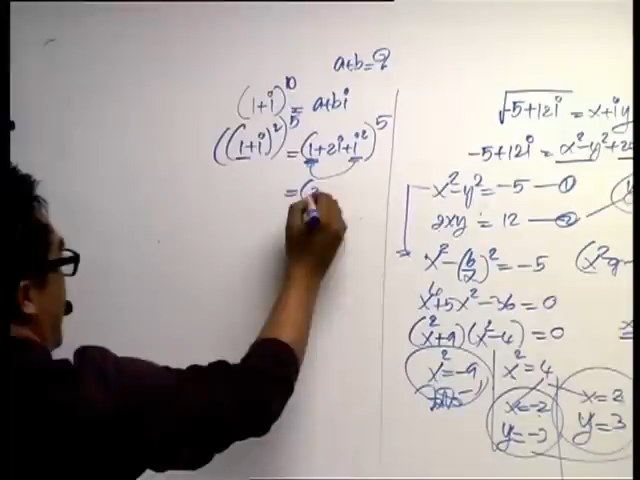 a+b=?
(1+i)^10 = a+bi
((1+i)^2)^5 = (1+2i+i^2)^5
= (2
√-5+12i = x+iy
-5+12i = x^2-y^2+2
x^2-y^2=-5 — ①
2xy = 12 — ②
x^2-(6/x)^2=-5
x^4+5x^2-36=0
(x^2+9)(x^2-4)=0
x^2=-9
x^2=4
x=-2
y=-3
x=2
y=3